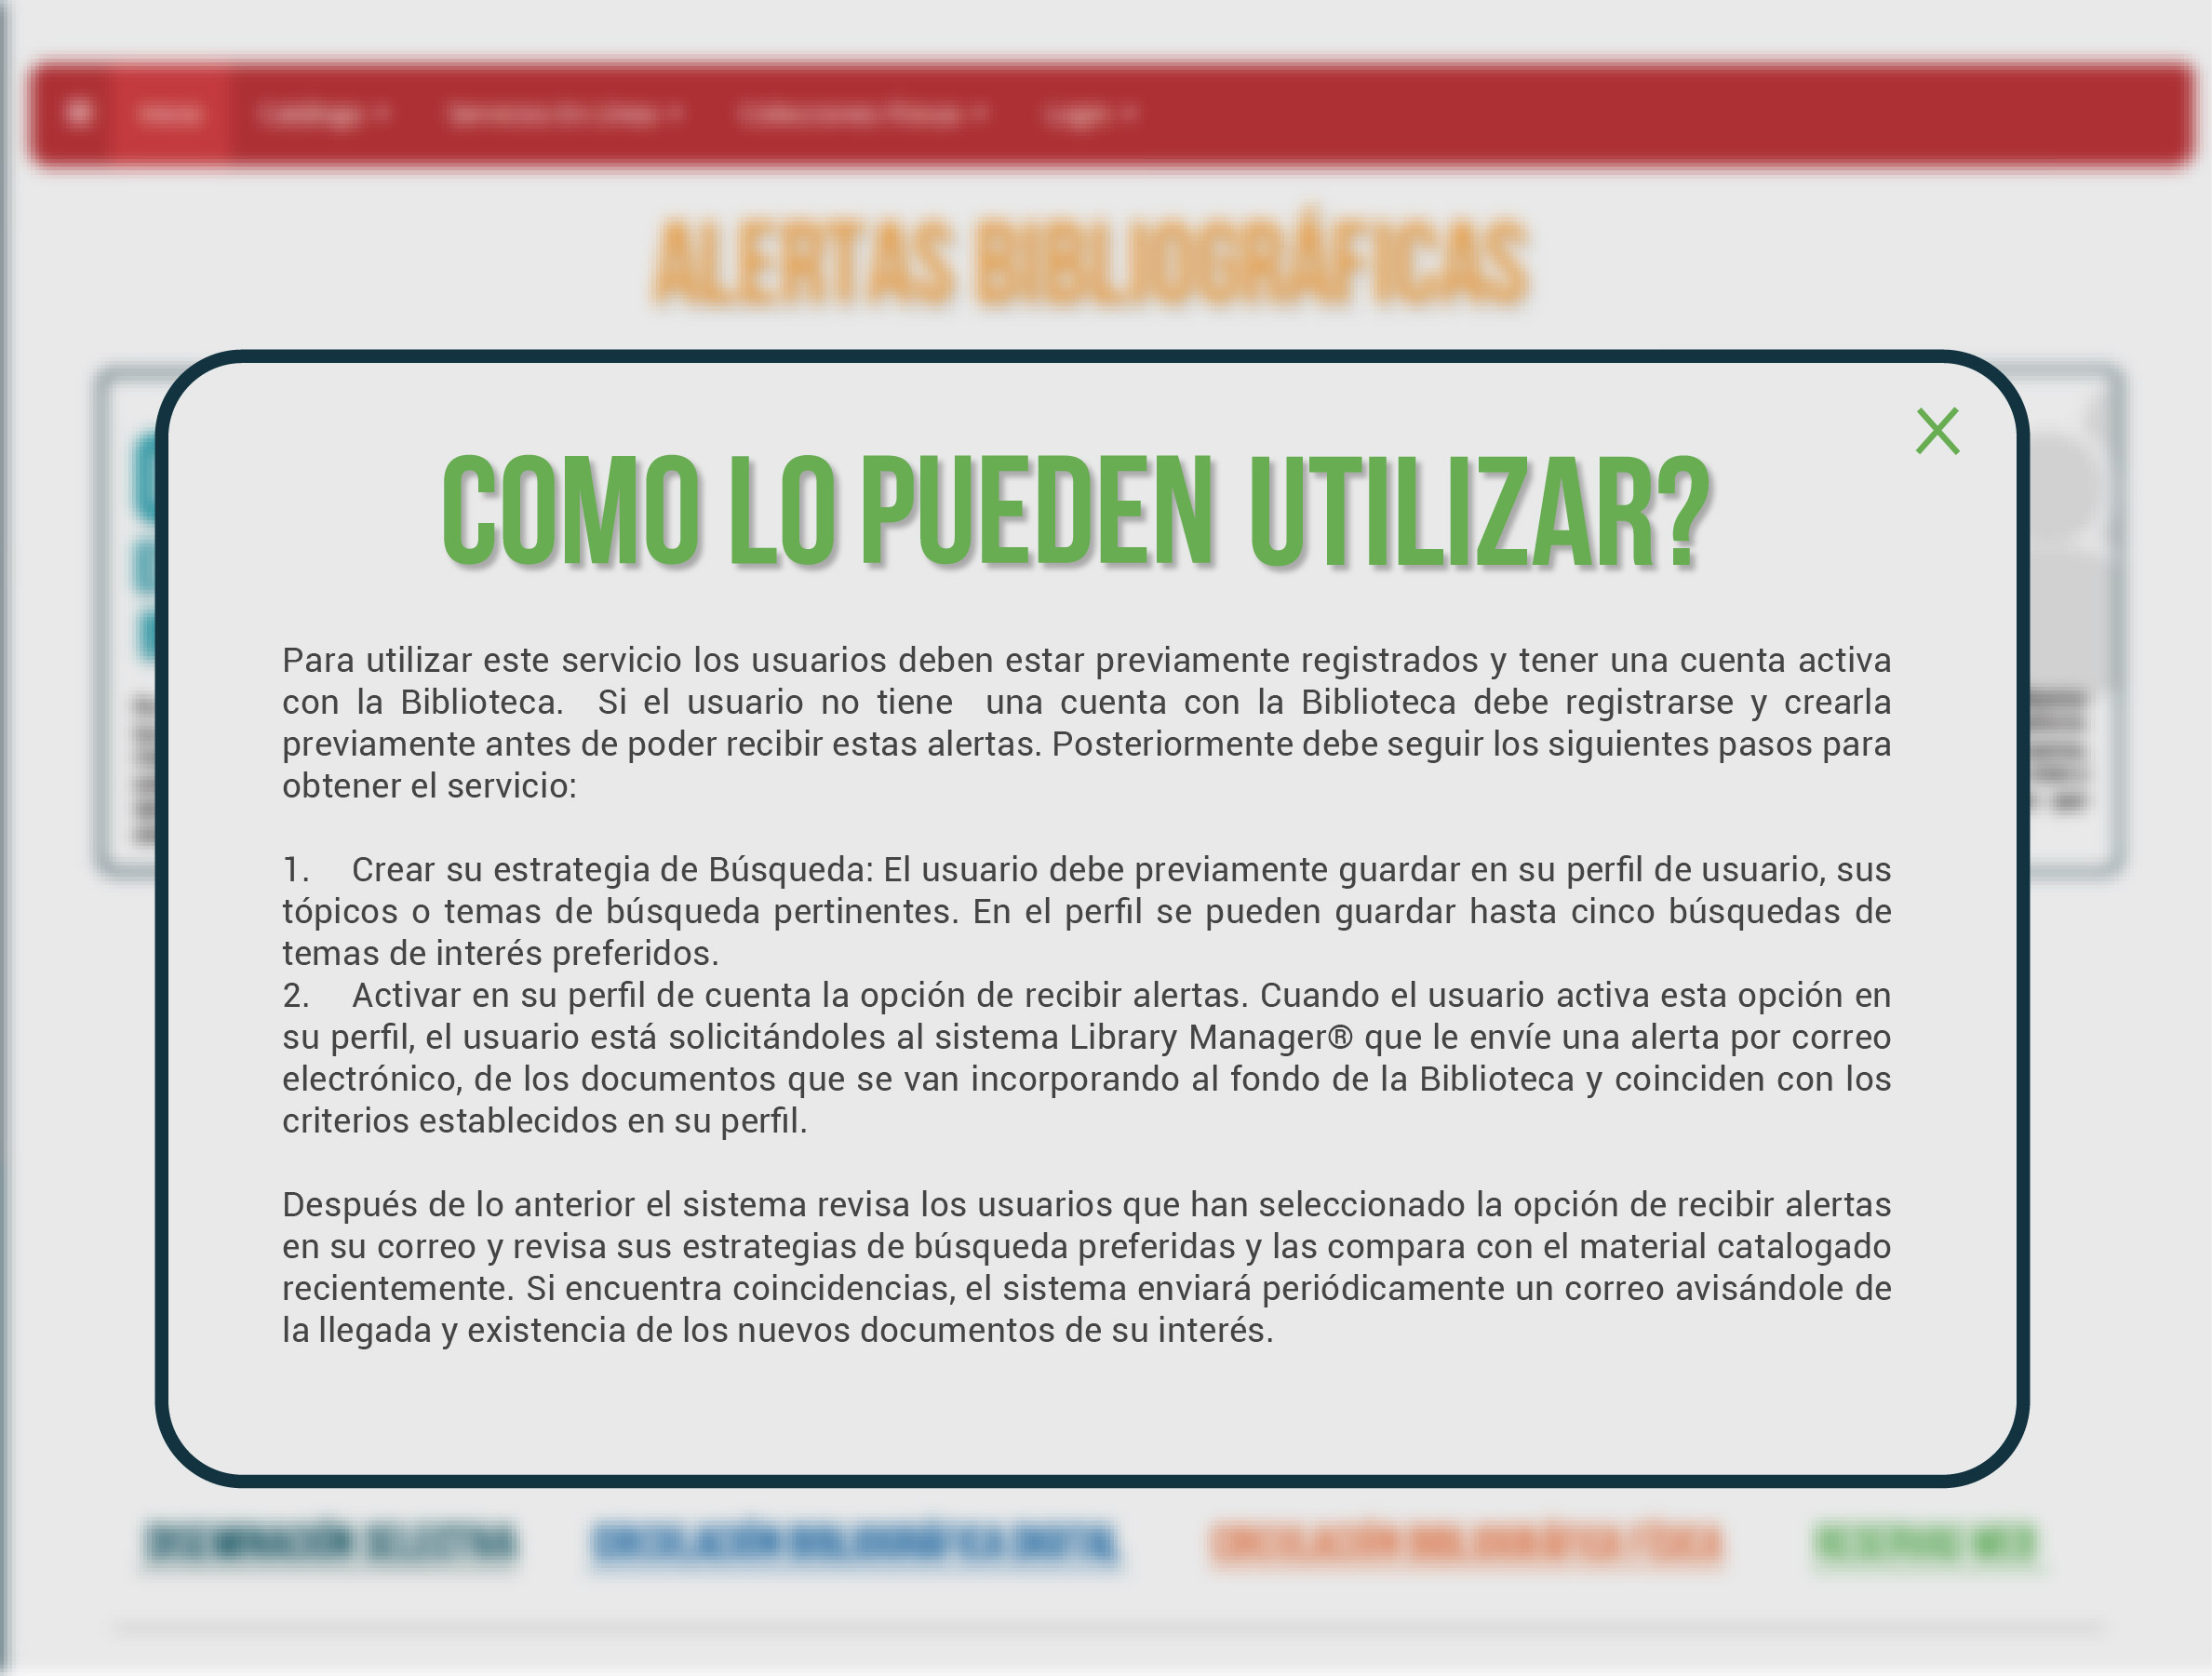 ALERTAS BIBLIOGRÁFICAS
COMO LO PUEDEN UTILIZAR?
Para utilizar este servicio los usuarios deben estar previamente registrados y tener una cuenta activa
con la Biblioteca. Si el usuario no tiene una cuenta con la Biblioteca debe registrarse y crearla
previamente antes de poder recibir estas alertas. Posteriormente debe seguir los siguientes pasos para
obtener el servicio:
1. Crear su estrategia de Búsqueda: El usuario debe previamente guardar en su perfil de usuario, sus
tópicos o temas de búsqueda pertinentes. En el perfil se pueden guardar hasta cinco búsquedas de
temas de interés preferidos.
2. Activar en su perfil de cuenta la opción de recibir alertas. Cuando el usuario activa esta opción en
su perfil, el usuario está solicitándoles al sistema Library Manager® que le envíe una alerta por correo
electrónico, de los documentos que se van incorporando al fondo de la Biblioteca y coinciden con los
criterios establecidos en su perfil.
Después de lo anterior el sistema revisa los usuarios que han seleccionado la opción de recibir alertas
en su correo y revisa sus estrategias de búsqueda preferidas y las compara con el material catalogado
recientemente. Si encuentra coincidencias, el sistema enviará periódicamente un correo avisándole de
la llegada y existencia de los nuevos documentos de su interés.
DISEMINACIÓN SELECTIVA CIRCULACIÓN BIBLIOGRÁFICA DIGITAL CIRCULACIÓN BIBLIOGRÁFICA FÍSICA RESERVAS WEB